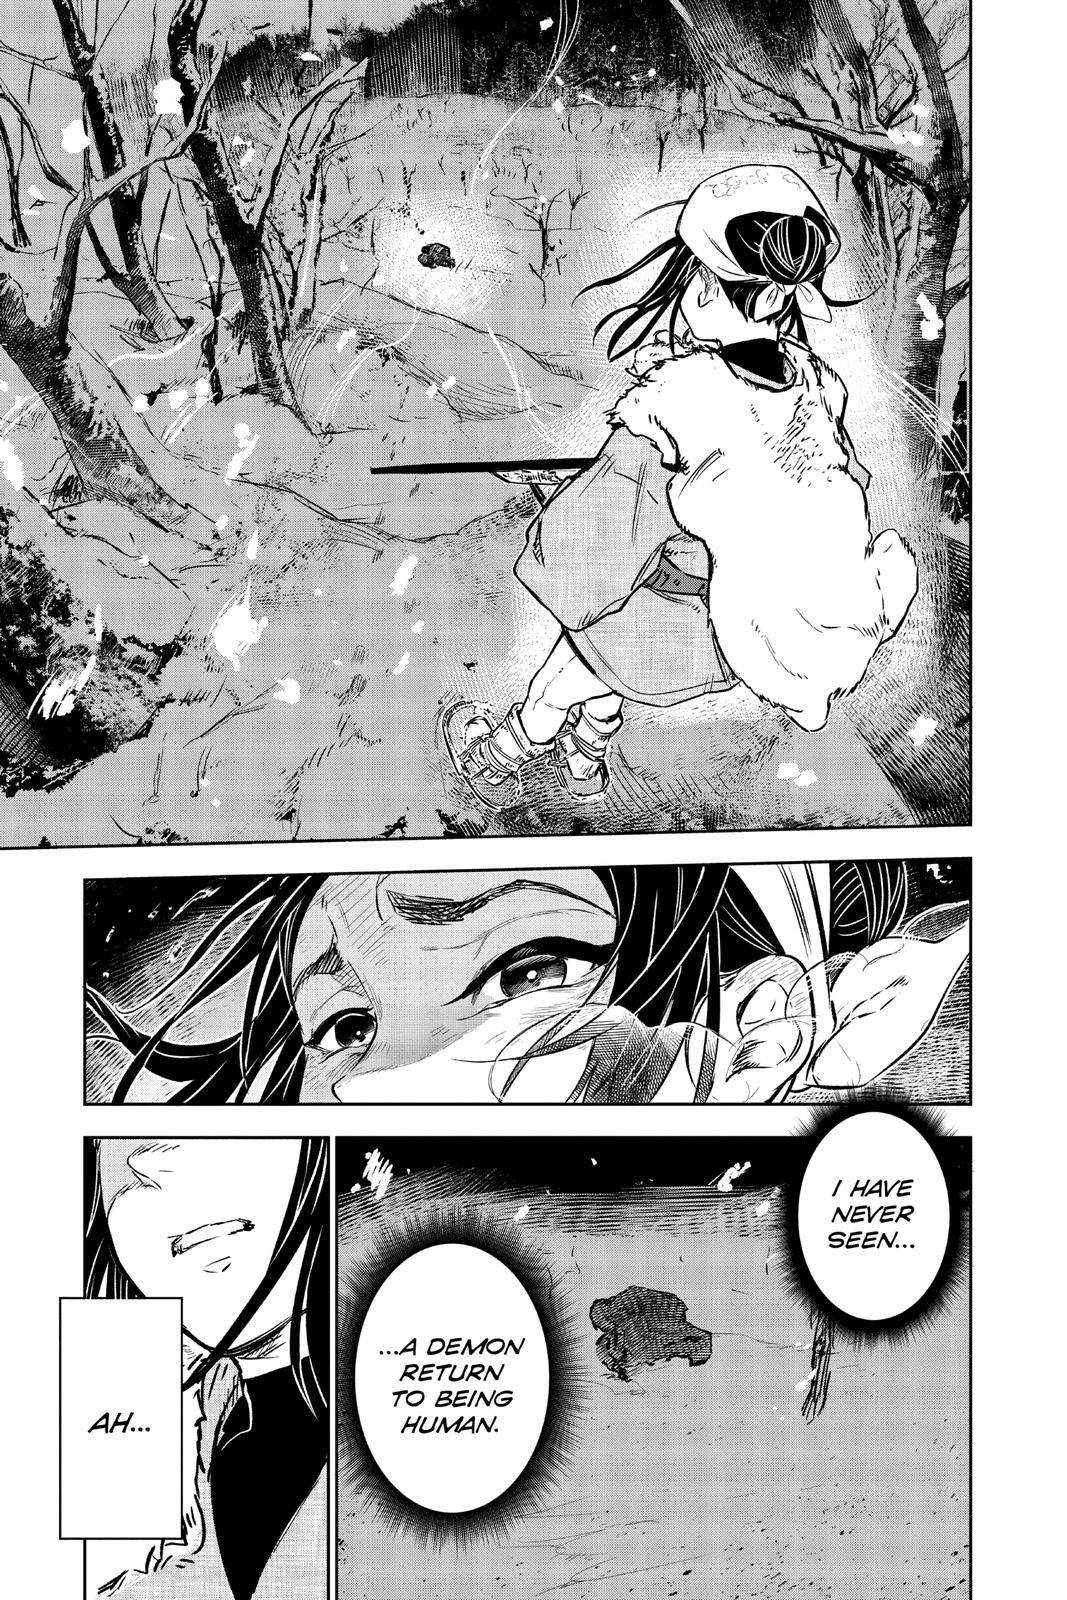 I HAVE
NEVER
SEEN...
...A DEMON
RETURN
TO BEING
HUMAN.
AH...